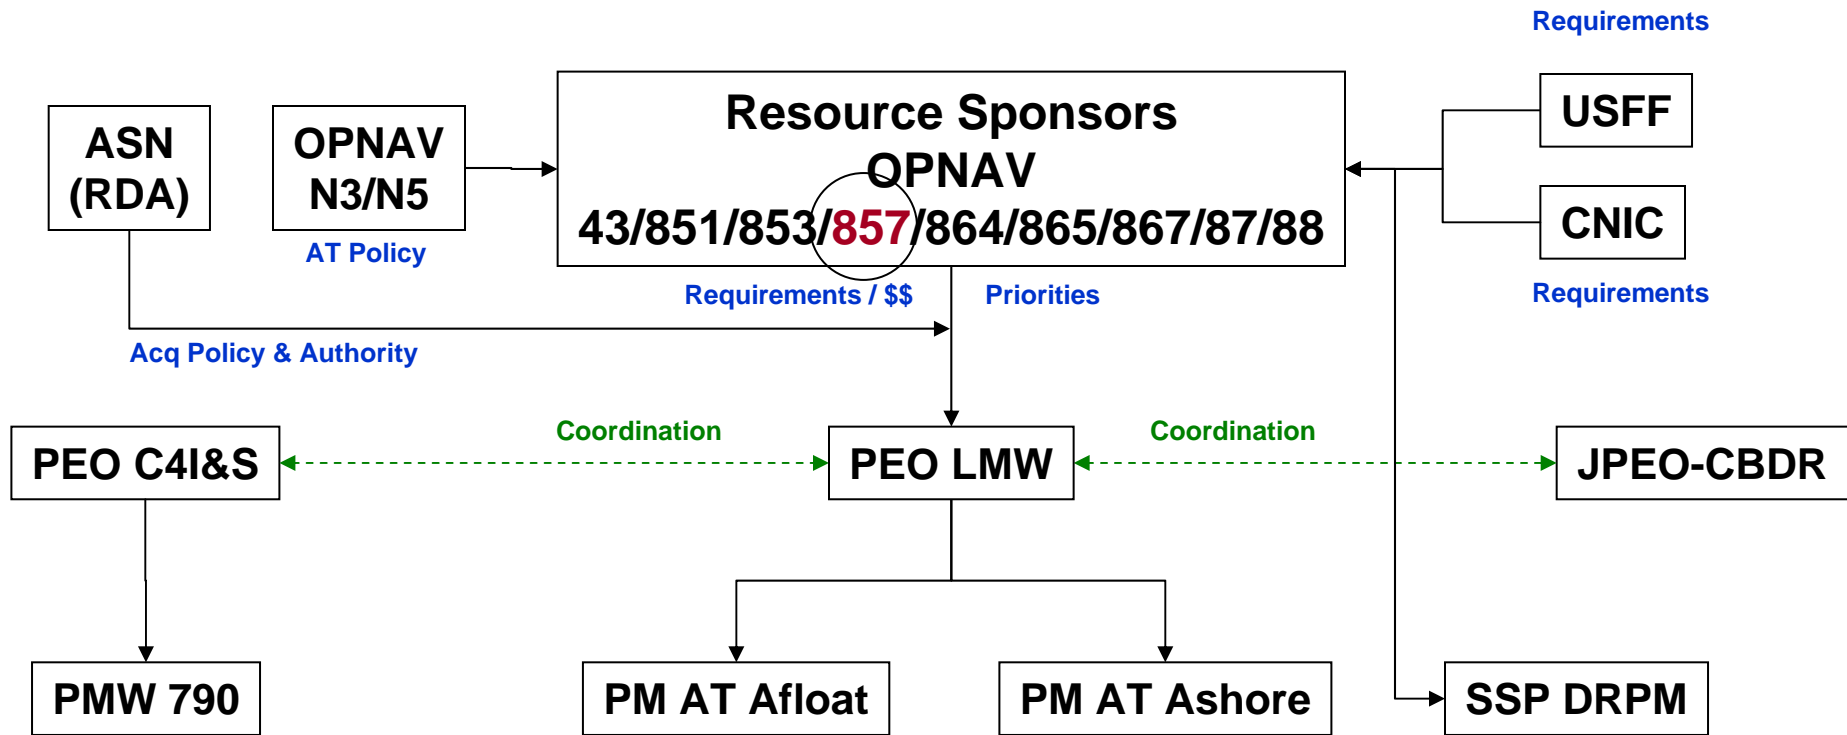 Requirements
ASN
(RDA)
OPNAV
N3/N5
AT Policy
Resource Sponsors
OPNAV
43/851/853/857/864/865/867/87/88
USFF
CNIC
Requirements
Requirements / $$
Priorities
Acq Policy & Authority
Coordination
Coordination
PEO C4I&S
PEO LMW
JPEO-CBDR
PMW 790
PM AT Afloat
PM AT Ashore
SSP DRPM